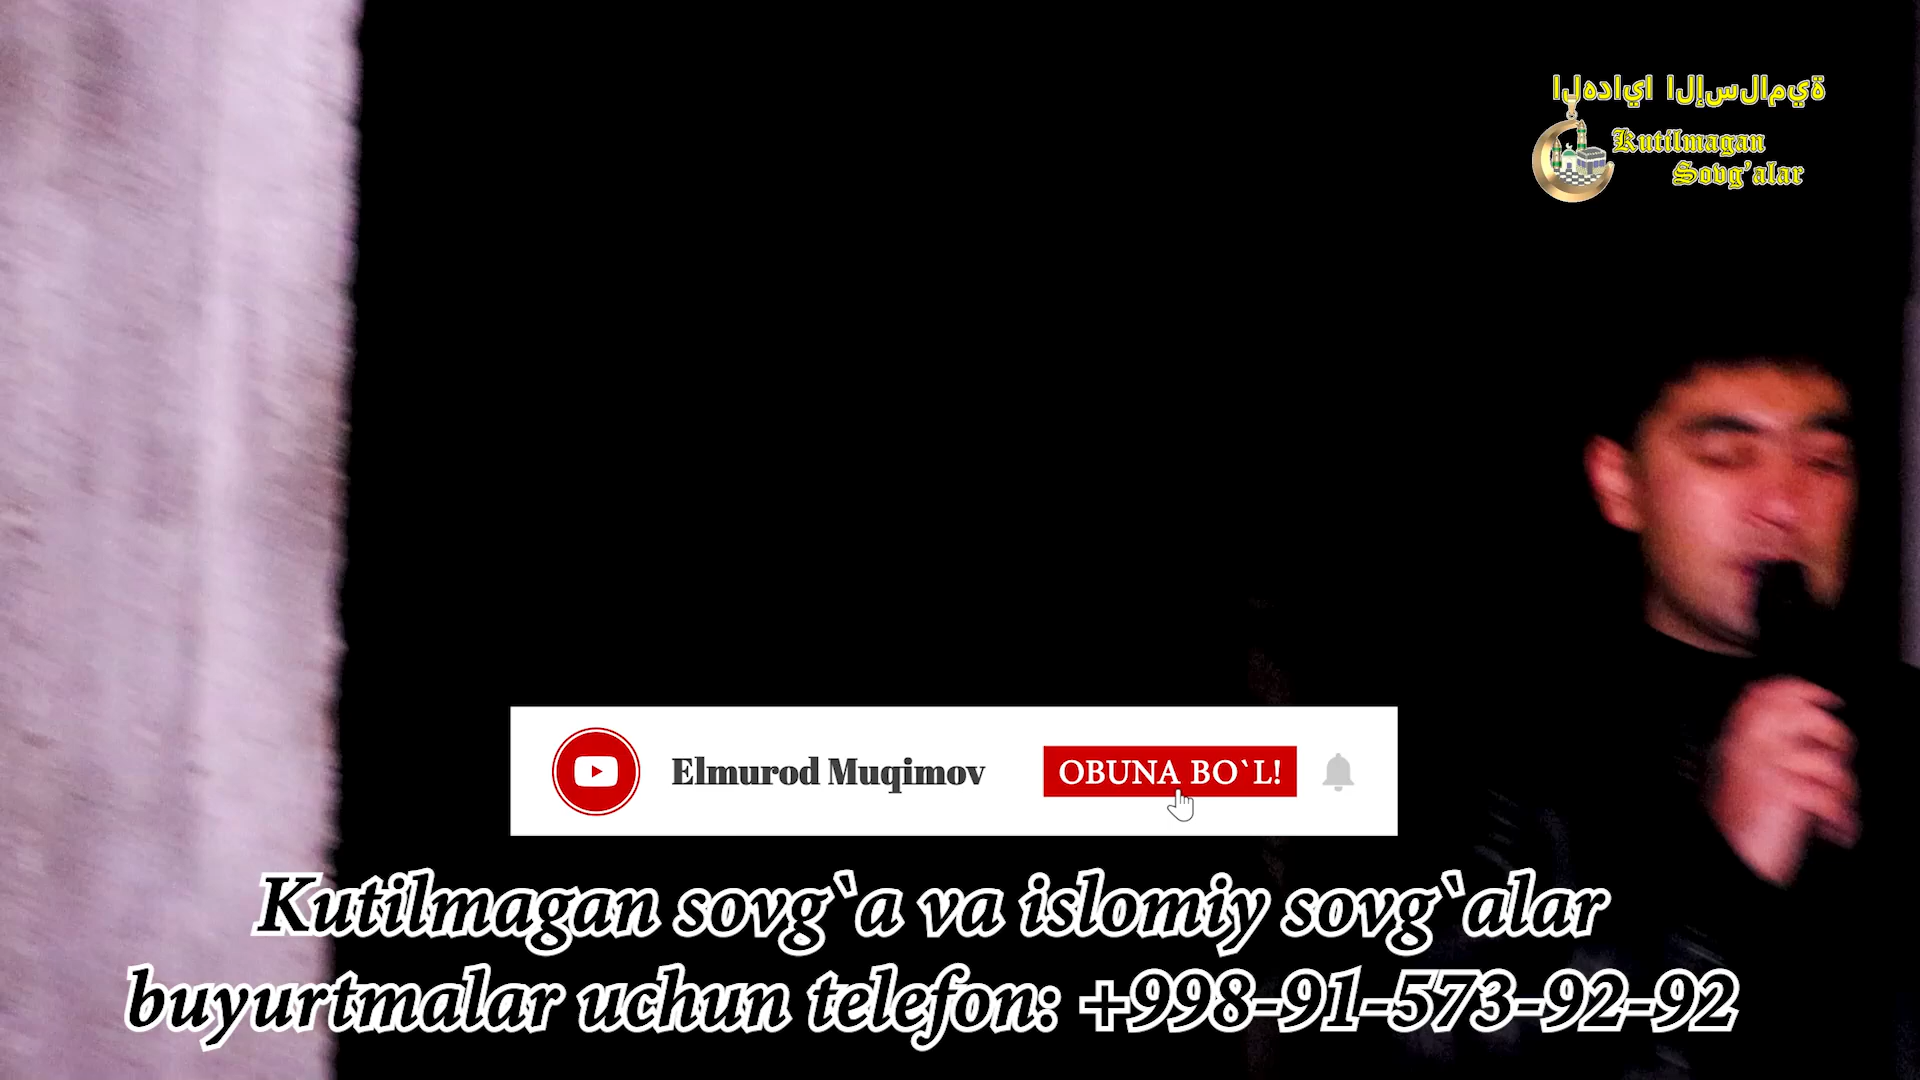 الهدايا الإسلامية
Kutilmagan
Sovg'alar
Elmurod Muqimov OBUNA BO`L!
Kutilmagan sovg`a va islomiy sovg`alar
buyurtmalar uchun telefon: +998-91-573-92-92